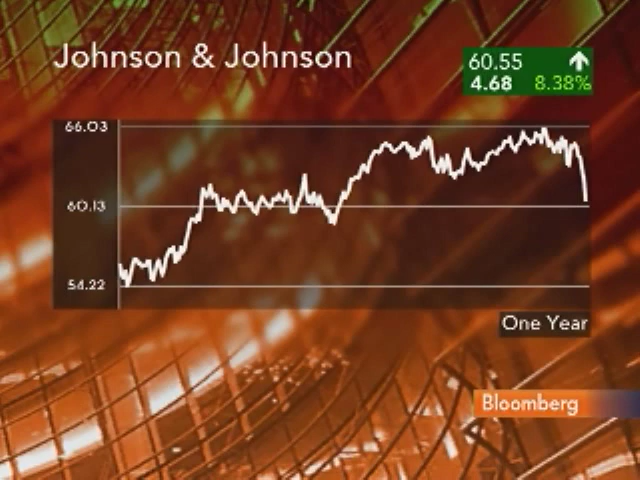 Johnson & Johnson
60.55
4.68 8.38%
66.03
60.13
54.22
One Year
Bloomberg